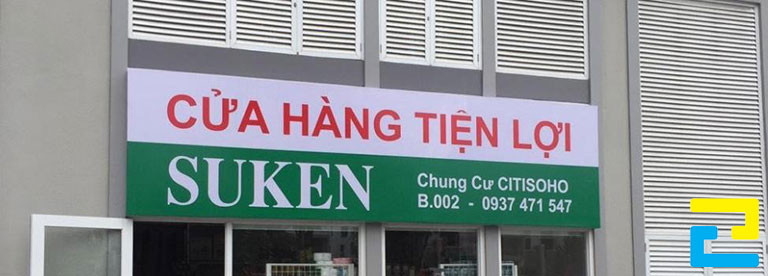 CỬA HÀNG TIỆN LỢI
SUKEN
Chung Cư CITISOHO
B.002 - 0937 471 547